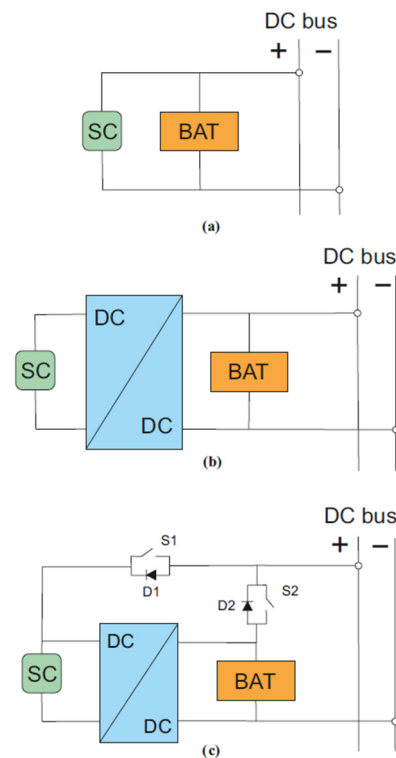 DC bus
+ −
SC
BAT
(a)
DC bus
+ −
DC
SC
BAT
DC
(b)
DC bus
S1
+ −
D1
D2
S2
DC
SC
BAT
DC
(c)